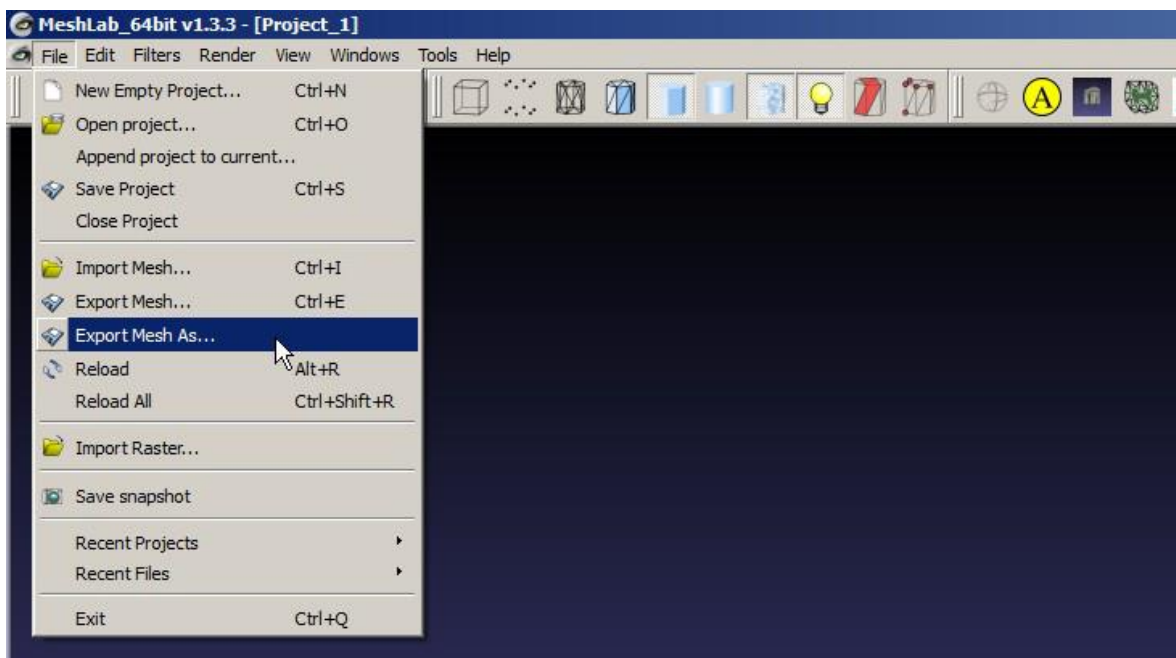 MeshLab_64bit v1.3.3 - [Project_1]
File Edit Filters Render View Windows Tools Help
New Empty Project... Ctrl+N
Open project... Ctrl+O
Append project to current...
Save Project Ctrl+S
Close Project
Import Mesh... Ctrl+I
Export Mesh... Ctrl+E
Export Mesh As...
Reload Alt+R
Reload All Ctrl+Shift+R
Import Raster...
Save snapshot
Recent Projects
Recent Files
Exit Ctrl+Q
A